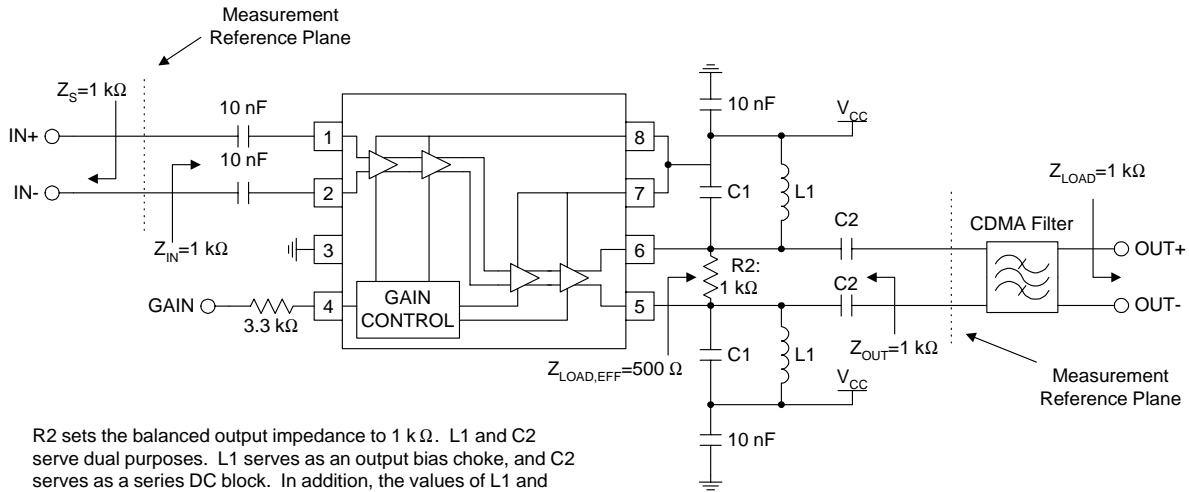 Measurement
Reference Plane
Z_S=1 kΩ
10 nF
IN+
10 nF
IN-
Z_IN=1 kΩ
GAIN
3.3 kΩ
1
2
3
4
GAIN
CONTROL
8
7
6
5
10 nF
V_CC
C1
L1
C2
R2:
1 kΩ
C2
Z_LOAD,EFF=500 Ω
C1
L1
Z_OUT=1 kΩ
V_CC
10 nF
Z_LOAD=1 kΩ
CDMA Filter
OUT+
OUT-
Measurement
Reference Plane
R2 sets the balanced output impedance to 1 k Ω. L1 and C2
serve dual purposes. L1 serves as an output bias choke, and C2
serves as a series DC block. In addition, the values of L1 and